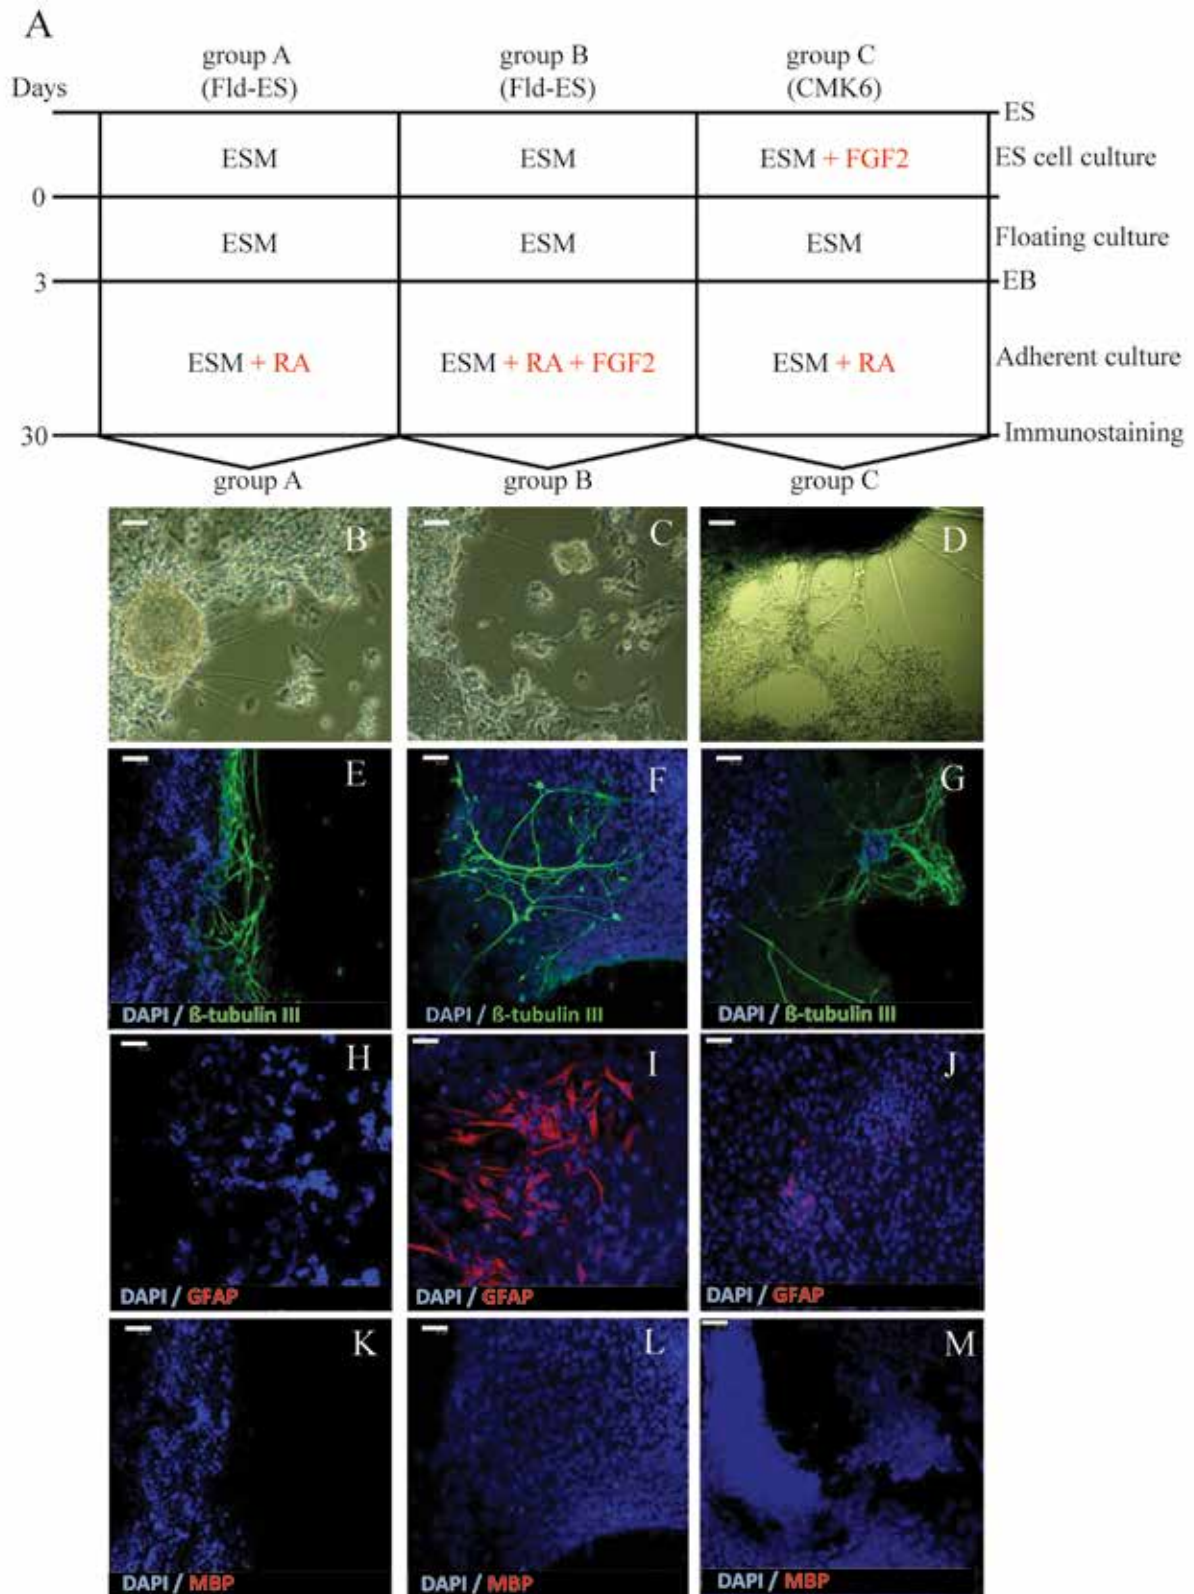 A
group A
(Fld-ES)
group B
(Fld-ES)
group C
(CMK6)
Days
ES
ESM
ESM
ESM + FGF2
ES cell culture
0
ESM
ESM
ESM
Floating culture
3
EB
ESM + RA
ESM + RA + FGF2
ESM + RA
Adherent culture
30
Immunostaining
group A
group B
group C
B
C
D
E
F
G
DAPI / ß-tubulin III
DAPI / ß-tubulin III
DAPI / ß-tubulin III
H
I
J
DAPI / GFAP
DAPI / GFAP
DAPI / GFAP
K
L
M
DAPI / MBP
DAPI / MBP
DAPI / MBP